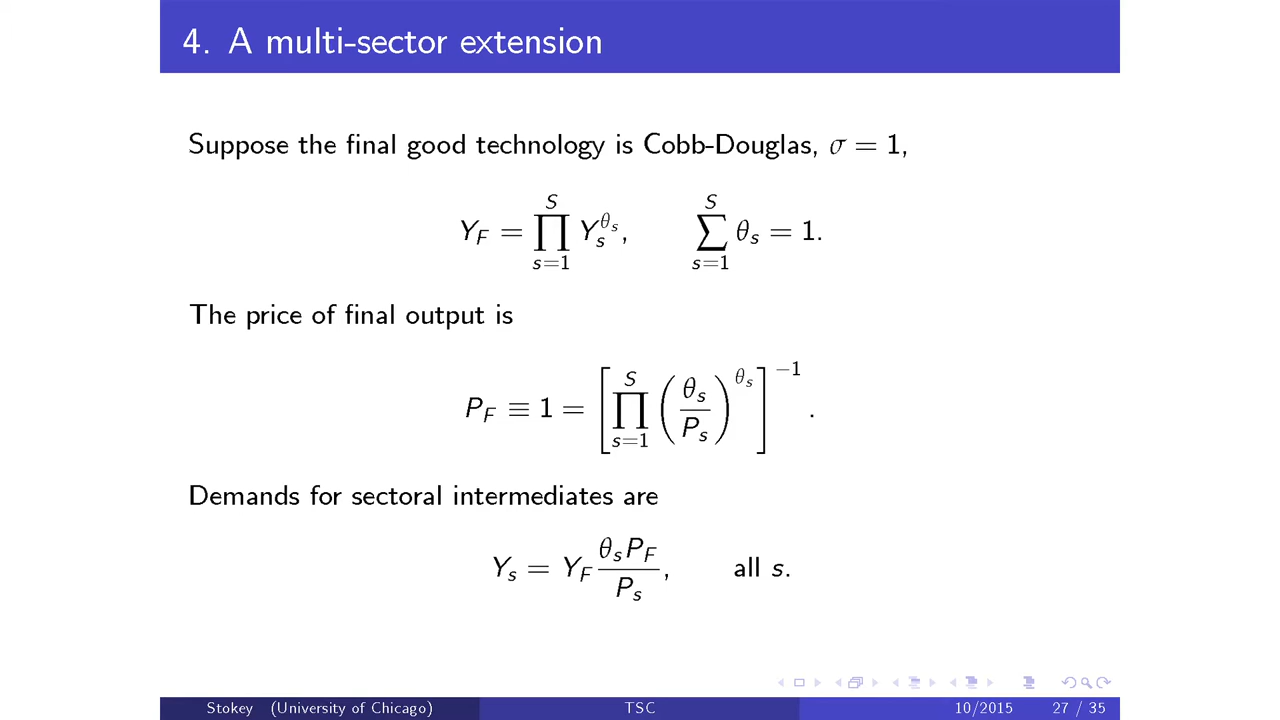 4. A multi-sector extension
Suppose the final good technology is Cobb-Douglas, σ = 1,
Y_F = ∏_{s=1}^{S} Y_s^{θ_s},   ∑_{s=1}^{S} θ_s = 1.
The price of final output is
P_F ≡ 1 = [∏_{s=1}^{S} (θ_s / P_s)^{θ_s}]^{−1}.
Demands for sectoral intermediates are
Y_s = Y_F θ_s P_F / P_s,   all s.
Stokey (University of Chicago) TSC 10/2015 27 / 35